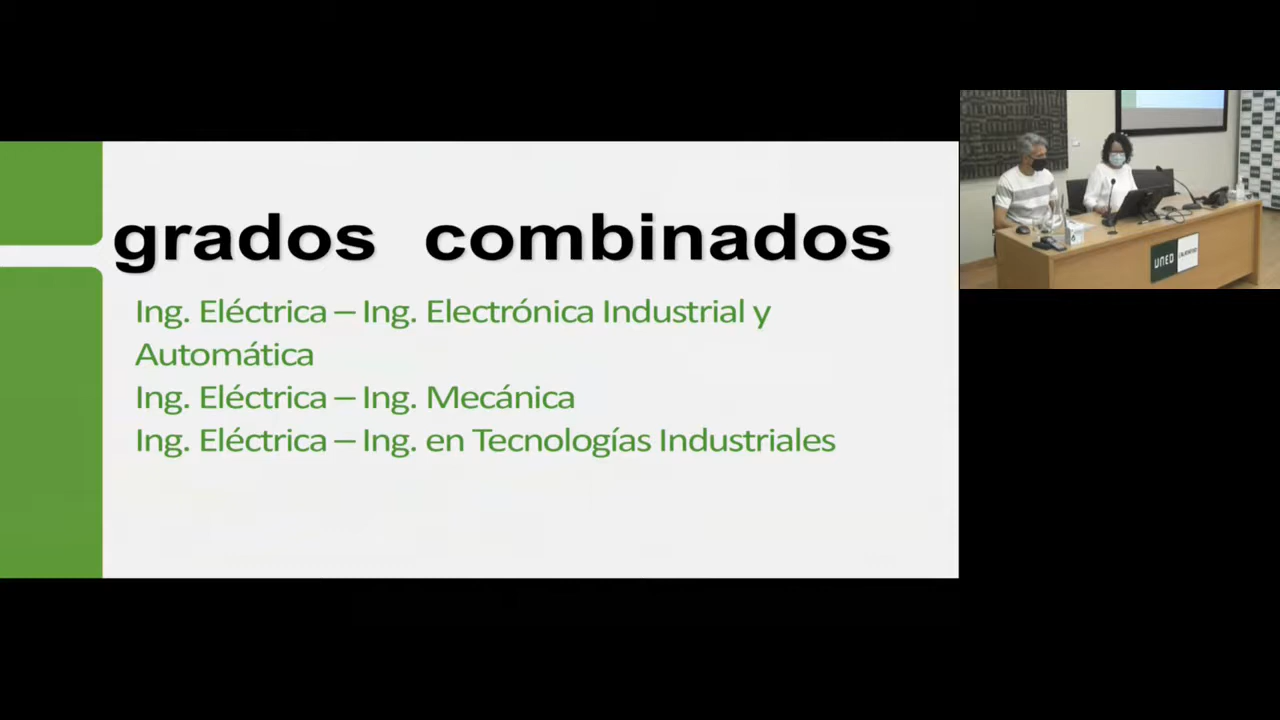 grados combinados
Ing. Eléctrica – Ing. Electrónica Industrial y
Automática
Ing. Eléctrica – Ing. Mecánica
Ing. Eléctrica – Ing. en Tecnologías Industriales
UNED